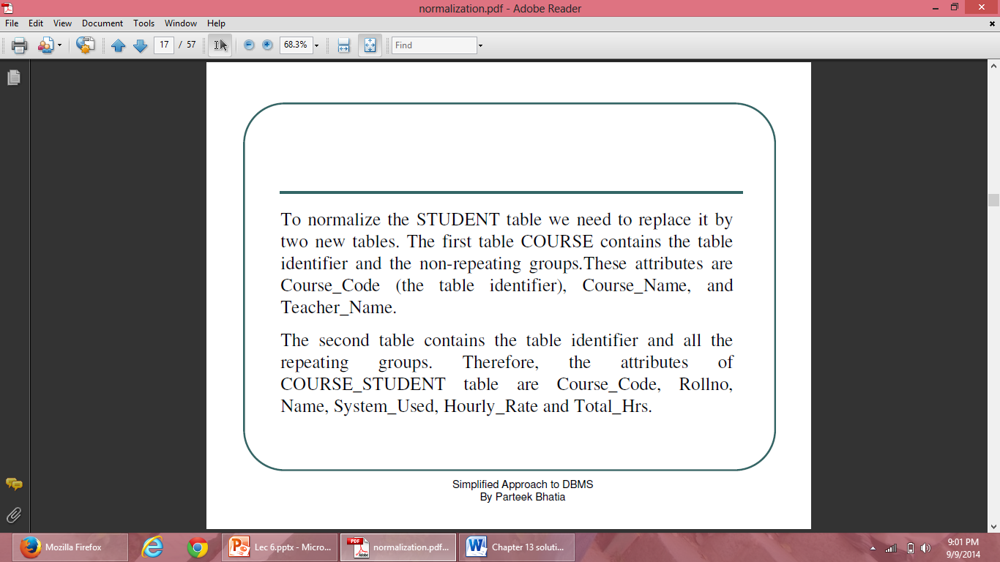 normalization.pdf - Adobe Reader
File Edit View Document Tools Window Help
17 / 57 68.3% Find
To normalize the STUDENT table we need to replace it by
two new tables. The first table COURSE contains the table
identifier and the non-repeating groups.These attributes are
Course_Code (the table identifier), Course_Name, and
Teacher_Name.
The second table contains the table identifier and all the
repeating groups. Therefore, the attributes of
COURSE_STUDENT table are Course_Code, Rollno,
Name, System_Used, Hourly_Rate and Total_Hrs.
Simplified Approach to DBMS
By Parteek Bhatia
Mozilla Firefox Lec 6.pptx - Micro... normalization.pdf... Chapter 13 soluti...
9:01 PM
9/9/2014